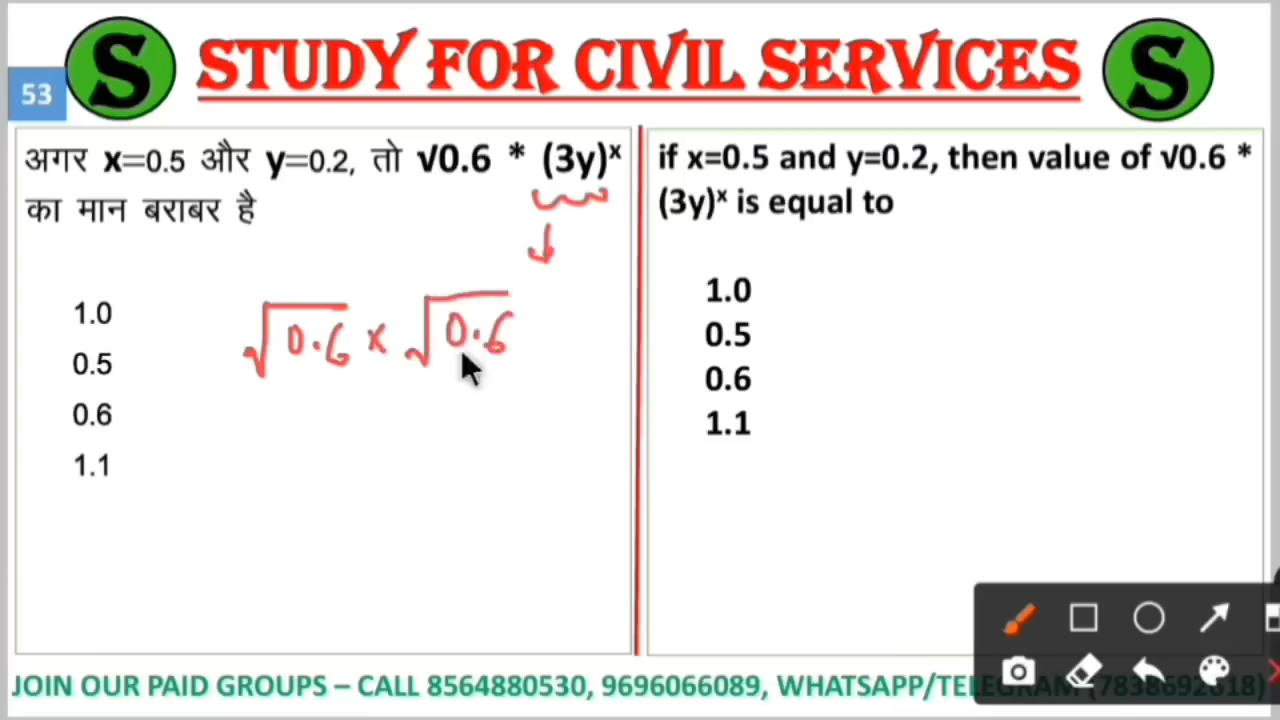 S STUDY FOR CIVIL SERVICES S
53
अगर x=0.5 और y=0.2, तो √0.6 * (3y)ˣ
का मान बराबर है
1.0
0.5
0.6
1.1
√0.6 × √0.6
if x=0.5 and y=0.2, then value of √0.6 *
(3y)ˣ is equal to
1.0
0.5
0.6
1.1
JOIN OUR PAID GROUPS – CALL 8564880530, 9696066089, WHATSAPP/TELEGRAM (7838692618)